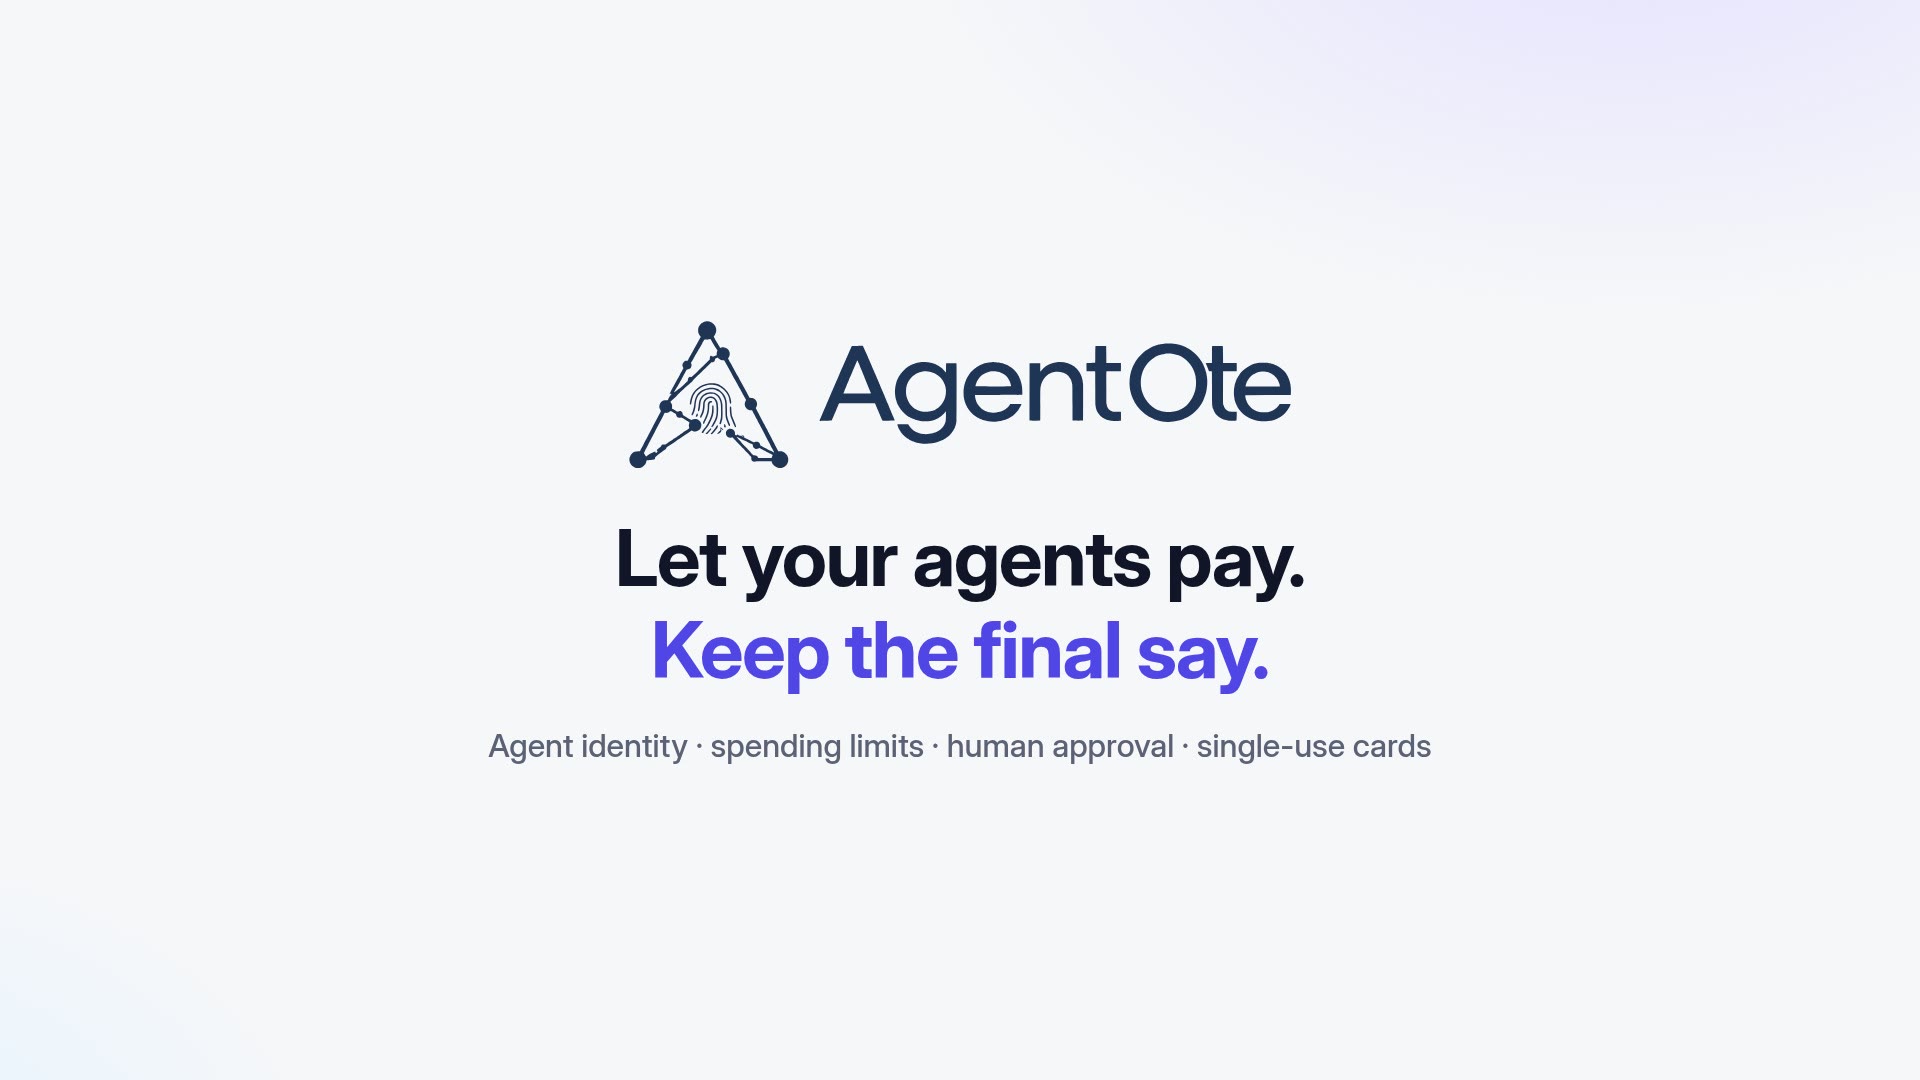 AgentOte
Let your agents pay.
Keep the final say.
Agent identity · spending limits · human approval · single-use cards